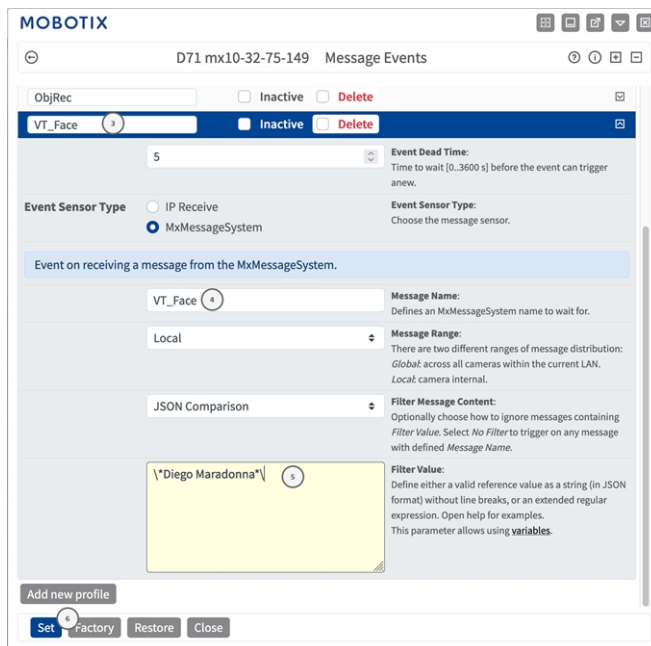 MOBOTIX
D71 mx10-32-75-149 Message Events
ObjRec Inactive Delete
VT_Face 3 Inactive Delete
5
Event Dead Time:
Time to wait [0..3600 s] before the event can trigger
anew.
Event Sensor Type
IP Receive
MxMessageSystem
Event Sensor Type:
Choose the message sensor.
Event on receiving a message from the MxMessageSystem.
VT_Face 4
Message Name:
Defines an MxMessageSystem name to wait for.
Local
Message Range:
There are two different ranges of message distribution:
Global: across all cameras within the current LAN.
Local: camera internal.
JSON Comparison
Filter Message Content:
Optionally choose how to ignore messages containing
Filter Value. Select No Filter to trigger on any message
with defined Message Name.
\*Diego Maradonna*\ 5
Filter Value:
Define either a valid reference value as a string (in JSON
format) without line breaks, or an extended regular
expression. Open help for examples.
This parameter allows using variables.
Add new profile
6
Set Factory Restore Close